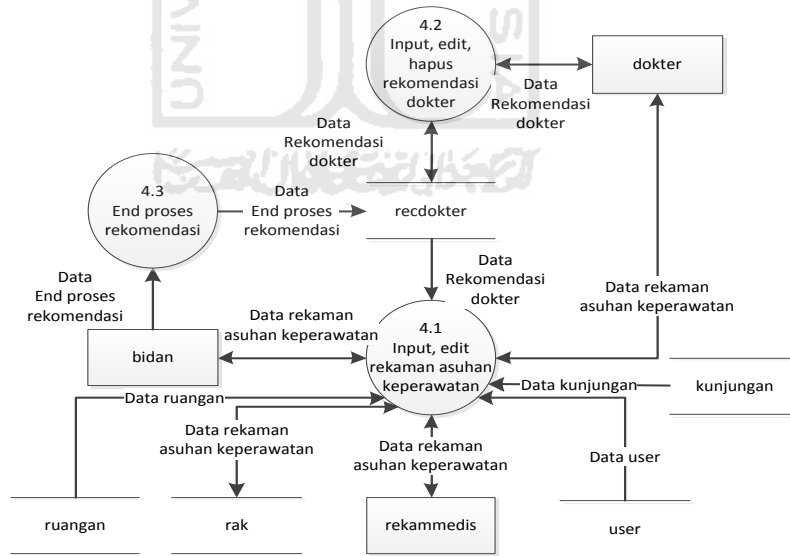 4.2
Input, edit,
hapus
rekomendasi
dokter
dokter
Data
Rekomendasi
dokter
Data
Rekomendasi
dokter
4.3
End proses
rekomendasi
Data
End proses
rekomendasi
recdokter
Data
Rekomendasi
dokter
Data
End proses
rekomendasi
Data rekaman
asuhan keperawatan
Data rekaman
asuhan keperawatan
bidan
4.1
Input, edit
rekaman asuhan
keperawatan
Data kunjungan
kunjungan
Data ruangan
Data rekaman
asuhan keperawatan
Data rekaman
asuhan keperawatan
Data user
ruangan
rak
rekammedis
user